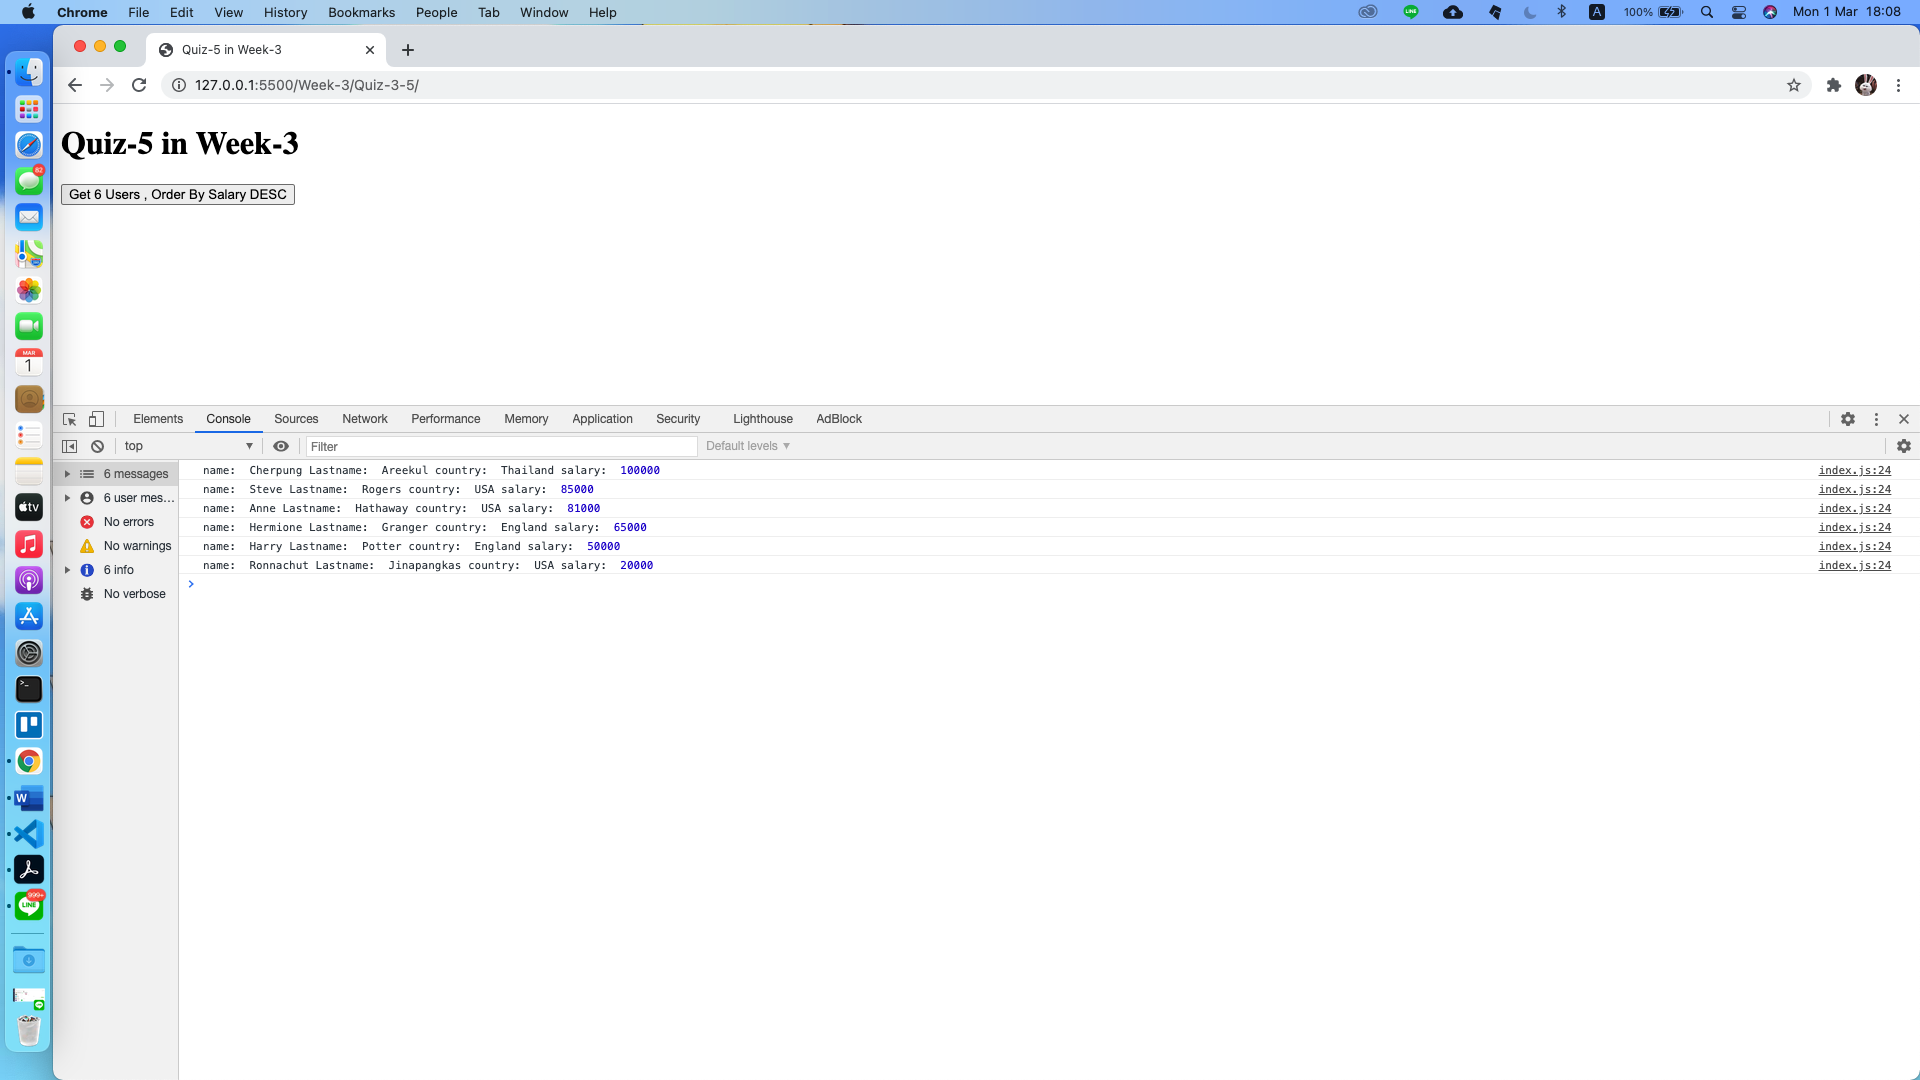 Chrome File Edit View History Bookmarks People Tab Window Help
LINE A 100% Mon 1 Mar 18:08
Quiz-5 in Week-3
127.0.0.1:5500/Week-3/Quiz-3-5/
Quiz-5 in Week-3
Get 6 Users , Order By Salary DESC
82
MAR
1
tv
W
999+
LINE
Elements Console Sources Network Performance Memory Application Security Lighthouse AdBlock
top Filter Default levels
6 messages
6 user mes...
No errors
No warnings
6 info
No verbose
name: Cherpung Lastname: Areekul country: Thailand salary: 100000 index.js:24
name: Steve Lastname: Rogers country: USA salary: 85000 index.js:24
name: Anne Lastname: Hathaway country: USA salary: 81000 index.js:24
name: Hermione Lastname: Granger country: England salary: 65000 index.js:24
name: Harry Lastname: Potter country: England salary: 50000 index.js:24
name: Ronnachut Lastname: Jinapangkas country: USA salary: 20000 index.js:24
>